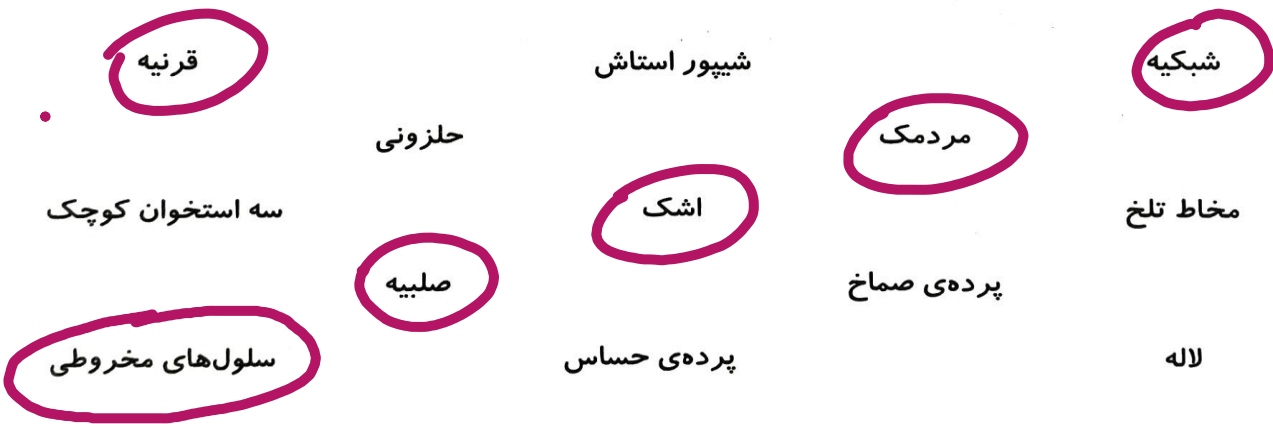 شبکیه شیپور استاش قرنیه
مردمک حلزونی
مخاط تلخ اشک سه استخوان کوچک
پرده‌ی صماخ صلبیه
لاله پرده‌ی حساس سلول‌های مخروطی